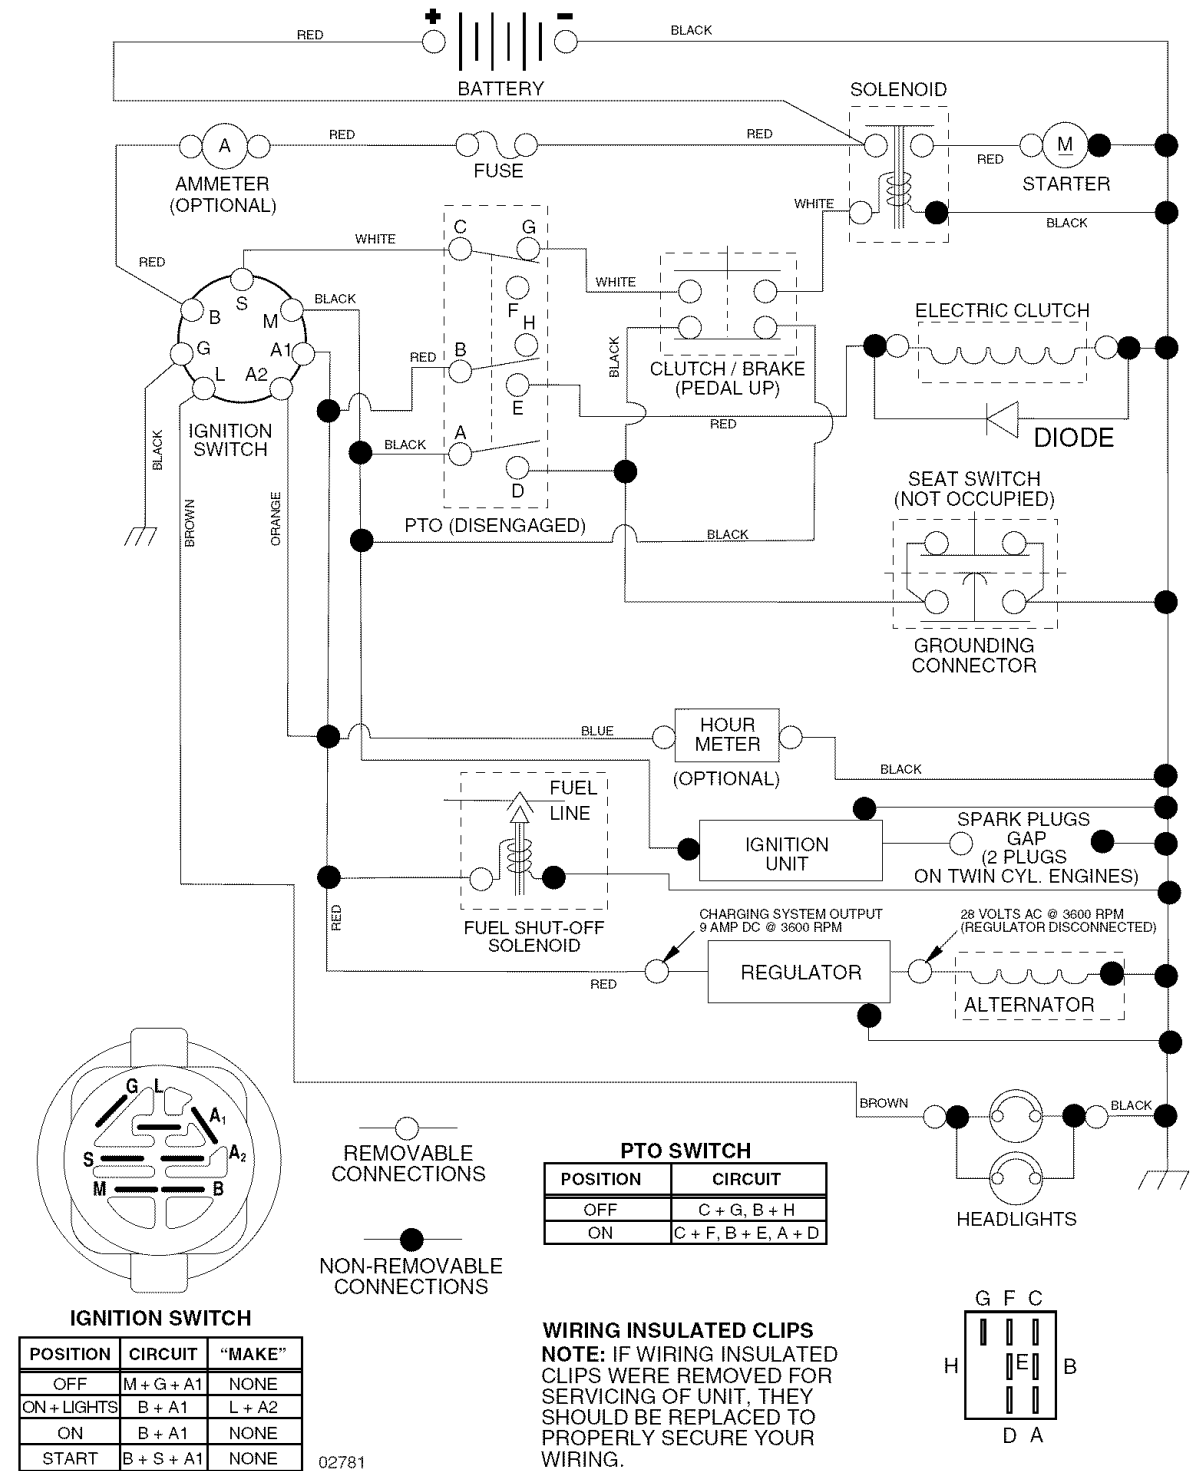 + -
RED
BLACK
BATTERY
SOLENOID
A
RED
RED
M
FUSE
RED
AMMETER
(OPTIONAL)
STARTER
WHITE
BLACK
C G
WHITE
RED
WHITE
S
BLACK
F
B
M
ELECTRIC CLUTCH
H
G
A1
RED
B
BLACK
CLUTCH / BRAKE
(PEDAL UP)
L A2
E
RED
IGNITION
SWITCH
A
BLACK
DIODE
BLACK
D
SEAT SWITCH
(NOT OCCUPIED)
BROWN
ORANGE
PTO (DISENGAGED)
BLACK
GROUNDING
CONNECTOR
BLUE
HOUR
METER
(OPTIONAL)
BLACK
FUEL
LINE
SPARK PLUGS
GAP
(2 PLUGS
ON TWIN CYL. ENGINES)
IGNITION
UNIT
RED
FUEL SHUT-OFF
SOLENOID
CHARGING SYSTEM OUTPUT
9 AMP DC @ 3600 RPM
28 VOLTS AC @ 3600 RPM
(REGULATOR DISCONNECTED)
RED
REGULATOR
ALTERNATOR
G L
A1
S
A2
M B
BROWN
BLACK
HEADLIGHTS
REMOVABLE
CONNECTIONS
NON-REMOVABLE
CONNECTIONS
PTO SWITCH
POSITION CIRCUIT
OFF C + G, B + H
ON C + F, B + E, A + D
IGNITION SWITCH
POSITION CIRCUIT "MAKE"
OFF M + G + A1 NONE
ON + LIGHTS B + A1 L + A2
ON B + A1 NONE
START B + S + A1 NONE
02781
WIRING INSULATED CLIPS
NOTE: IF WIRING INSULATED
CLIPS WERE REMOVED FOR
SERVICING OF UNIT, THEY
SHOULD BE REPLACED TO
PROPERLY SECURE YOUR
WIRING.
G F C
H E B
D A